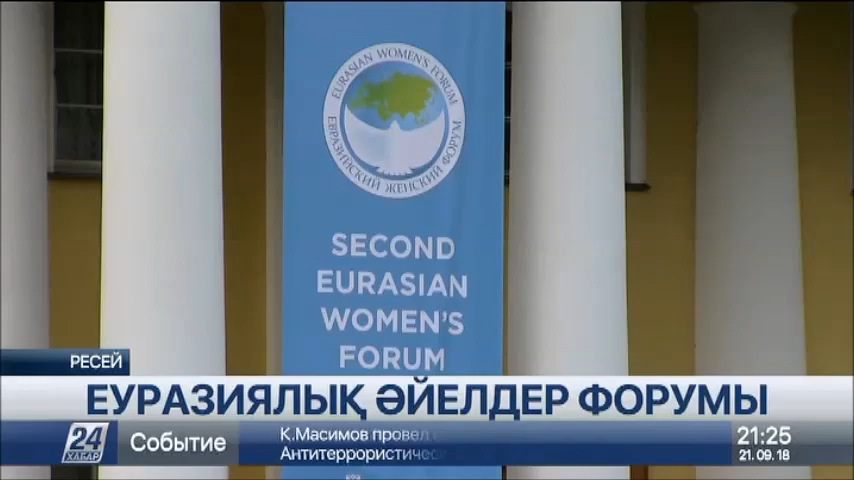 EURASIAN WOMEN'S FORUM
ЕВРАЗИЙСКИЙ ЖЕНСКИЙ ФОРУМ
SECOND
EURASIAN
WOMEN'S
FORUM
РЕСЕЙ
ЕУРАЗИЯЛЫҚ ӘЙЕЛДЕР ФОРУМЫ
24
ХАБАР
Событие
К.Масимов провел
Антитеррористичес
21:25
21.09.18